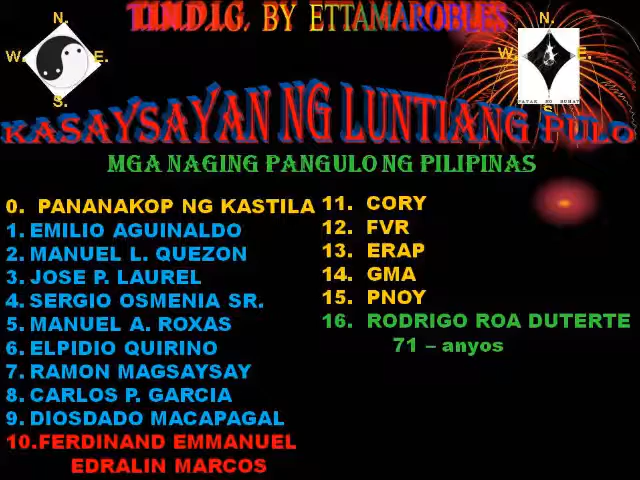 T.I.N.D.I.G. BY ETTAMAROBLES
N.
W. E.
S.
N.
W. E.
S.
KASAYSAYAN NG LUNTIANG PULO
MGA NAGING PANGULO NG PILIPINAS
0. PANANAKOP NG KASTILA
1. EMILIO AGUINALDO
2. MANUEL L. QUEZON
3. JOSE P. LAUREL
4. SERGIO OSMENIA SR.
5. MANUEL A. ROXAS
6. ELPIDIO QUIRINO
7. RAMON MAGSAYSAY
8. CARLOS P. GARCIA
9. DIOSDADO MACAPAGAL
10.FERDINAND EMMANUEL
EDRALIN MARCOS
11. CORY
12. FVR
13. ERAP
14. GMA
15. PNOY
16. RODRIGO ROA DUTERTE
71 – anyos